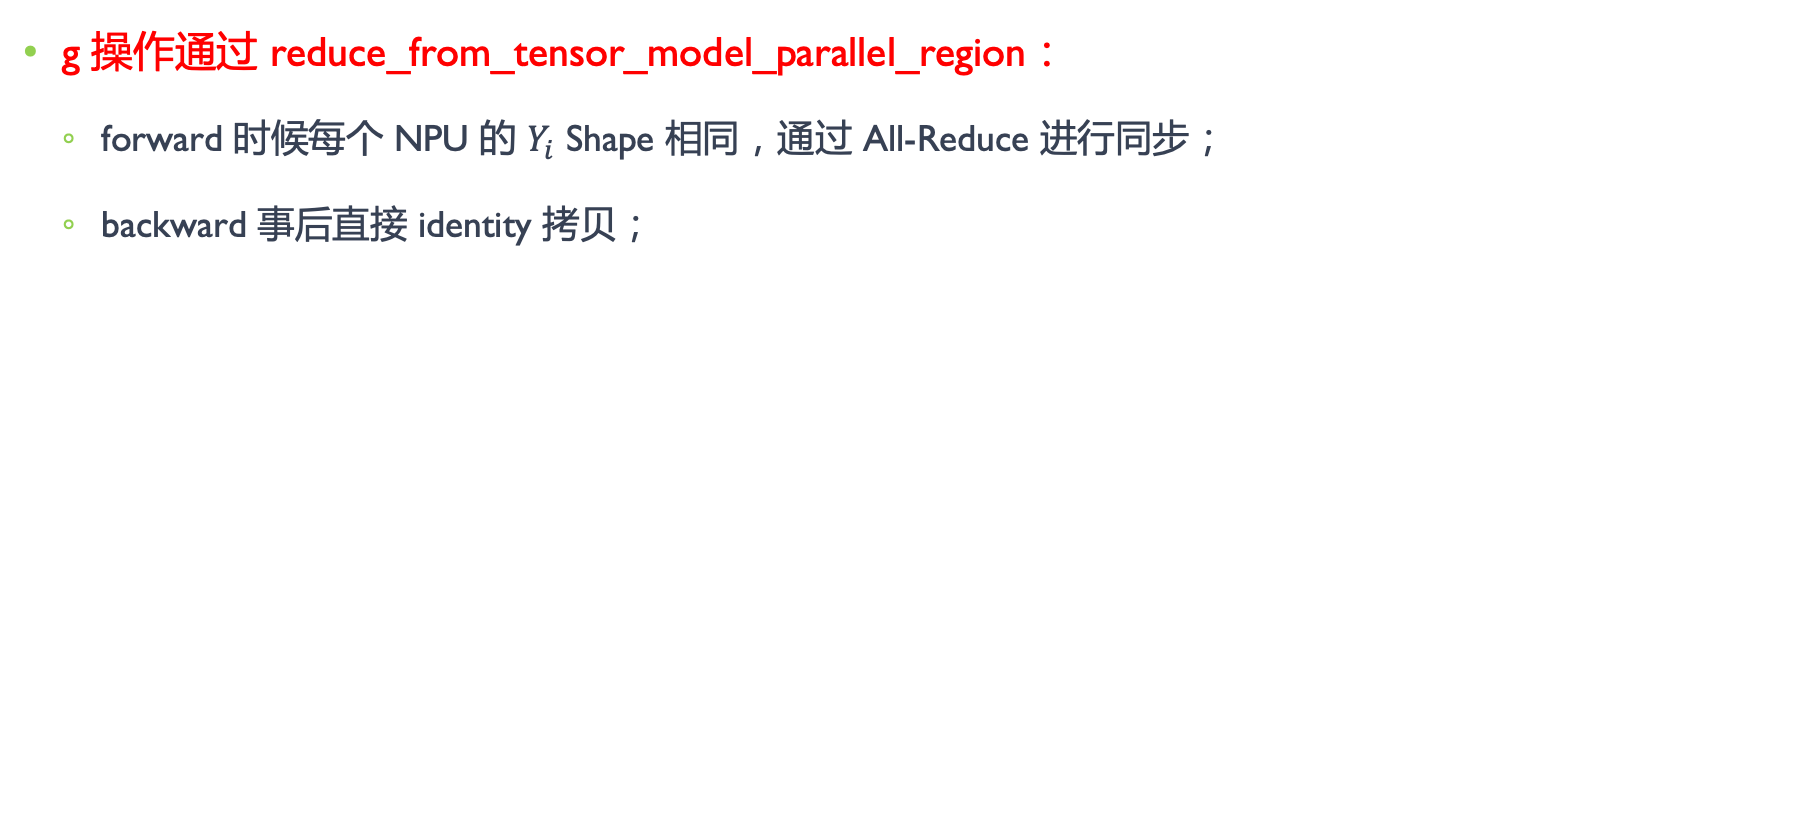 • g 操作通过 reduce_from_tensor_model_parallel_region：
◦ forward 时候每个 NPU 的 Y_i Shape 相同，通过 All-Reduce 进行同步；
◦ backward 事后直接 identity 拷贝；